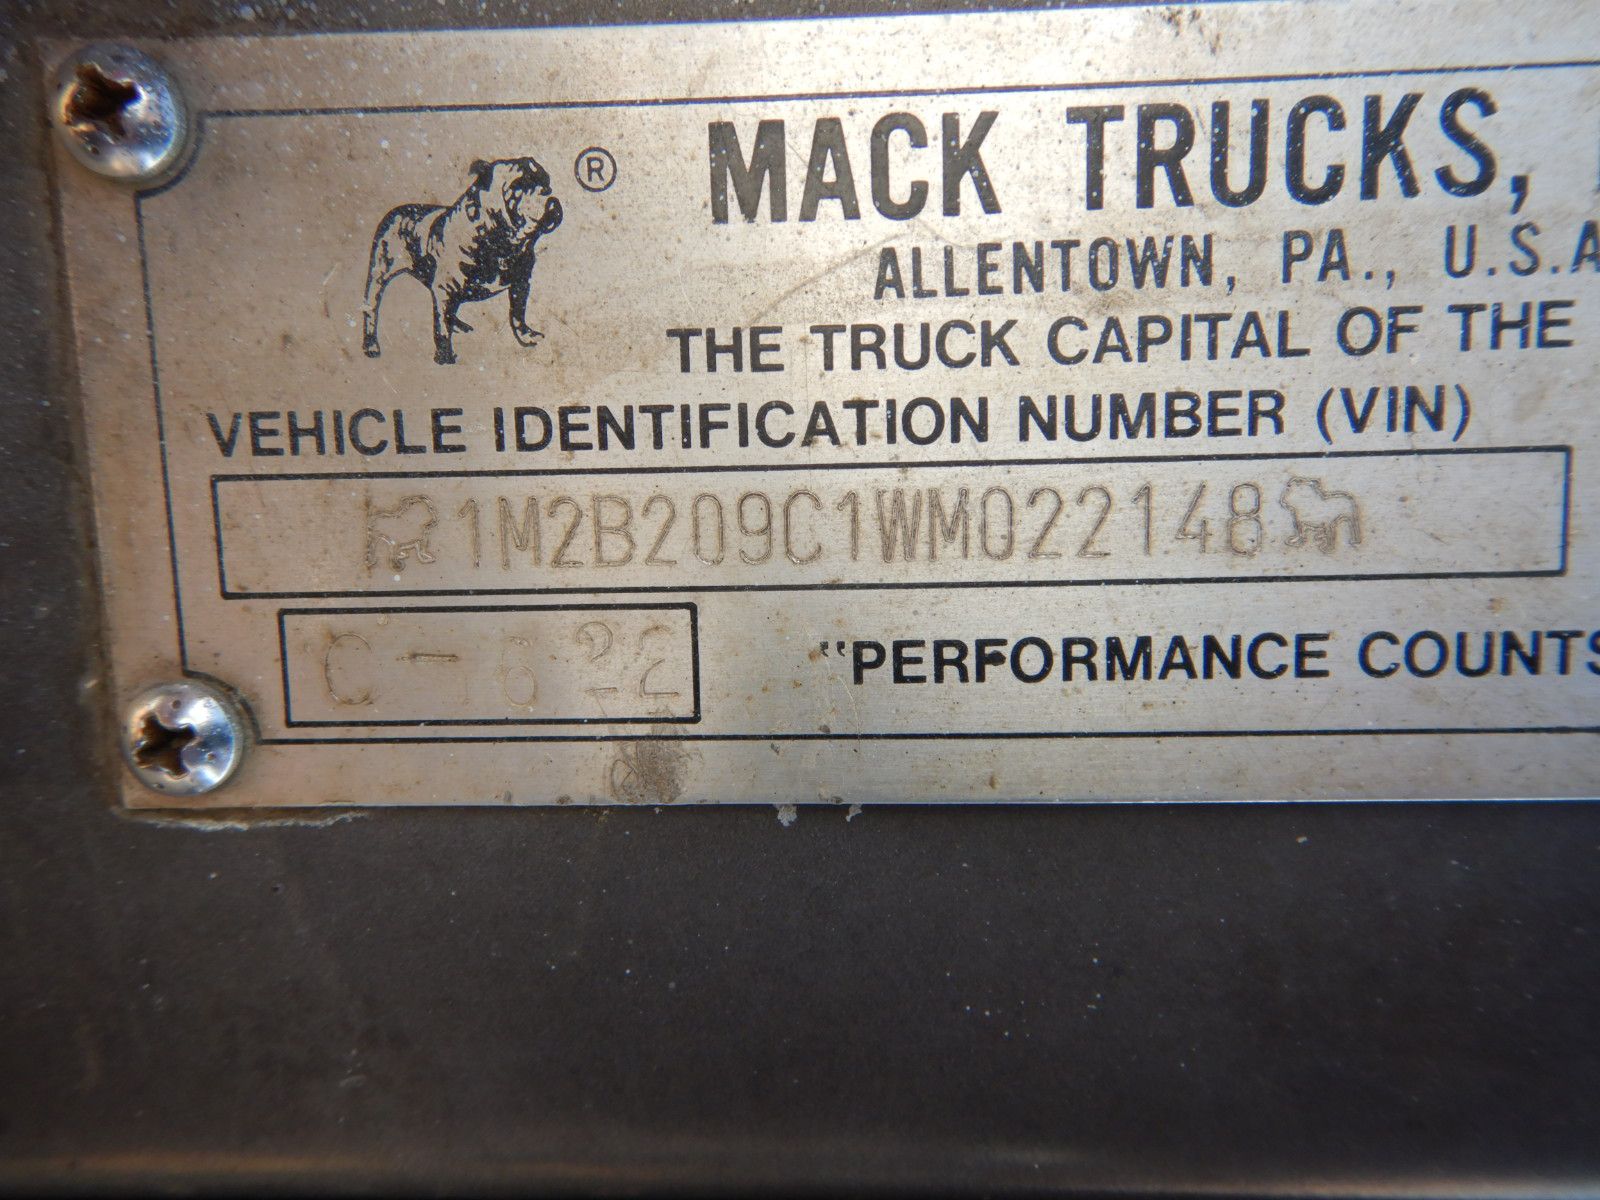 ®
MACK TRUCKS,
ALLENTOWN, PA., U.S.A
THE TRUCK CAPITAL OF THE
VEHICLE IDENTIFICATION NUMBER (VIN)
1M2B209C1WM022148
C-622
"PERFORMANCE COUNTS